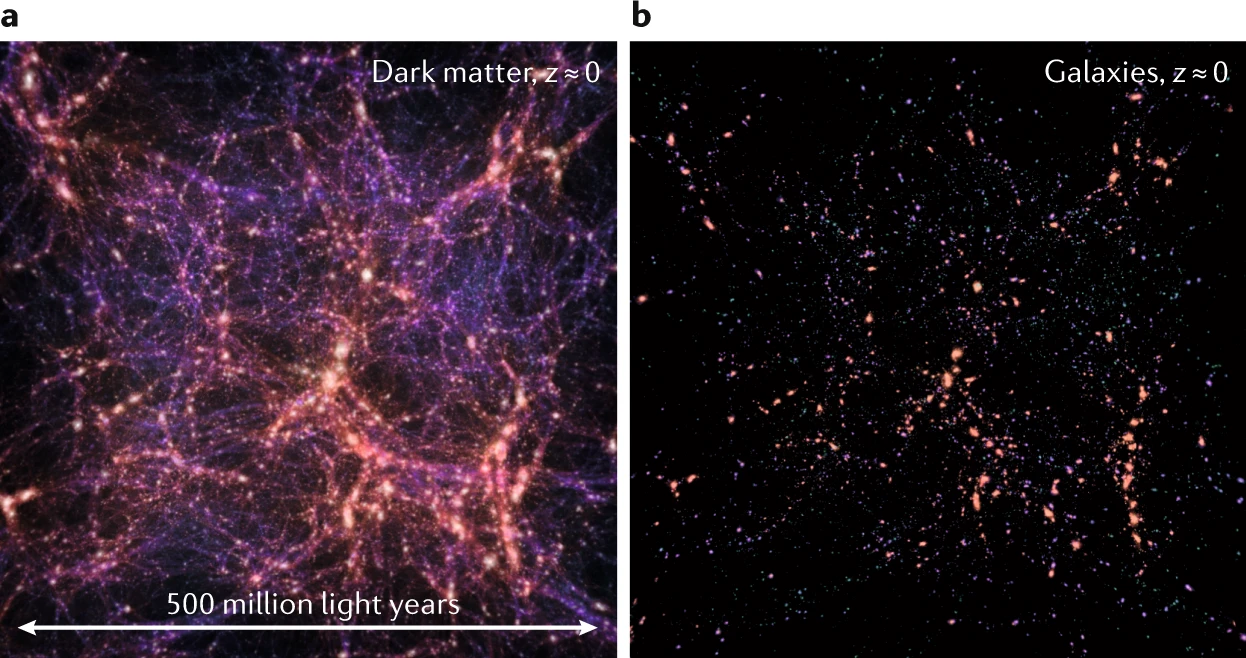 a
b
Dark matter, z ≈ 0
Galaxies, z ≈ 0
500 million light years